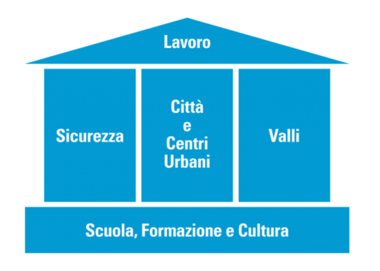 Lavoro
Sicurezza
Città
e
Centri
Urbani
Valli
Scuola, Formazione e Cultura